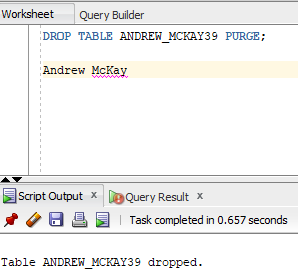 Worksheet Query Builder
DROP TABLE ANDREW_MCKAY39 PURGE;
Andrew McKay
Script Output x Query Result x
Task completed in 0.657 seconds
Table ANDREW_MCKAY39 dropped.